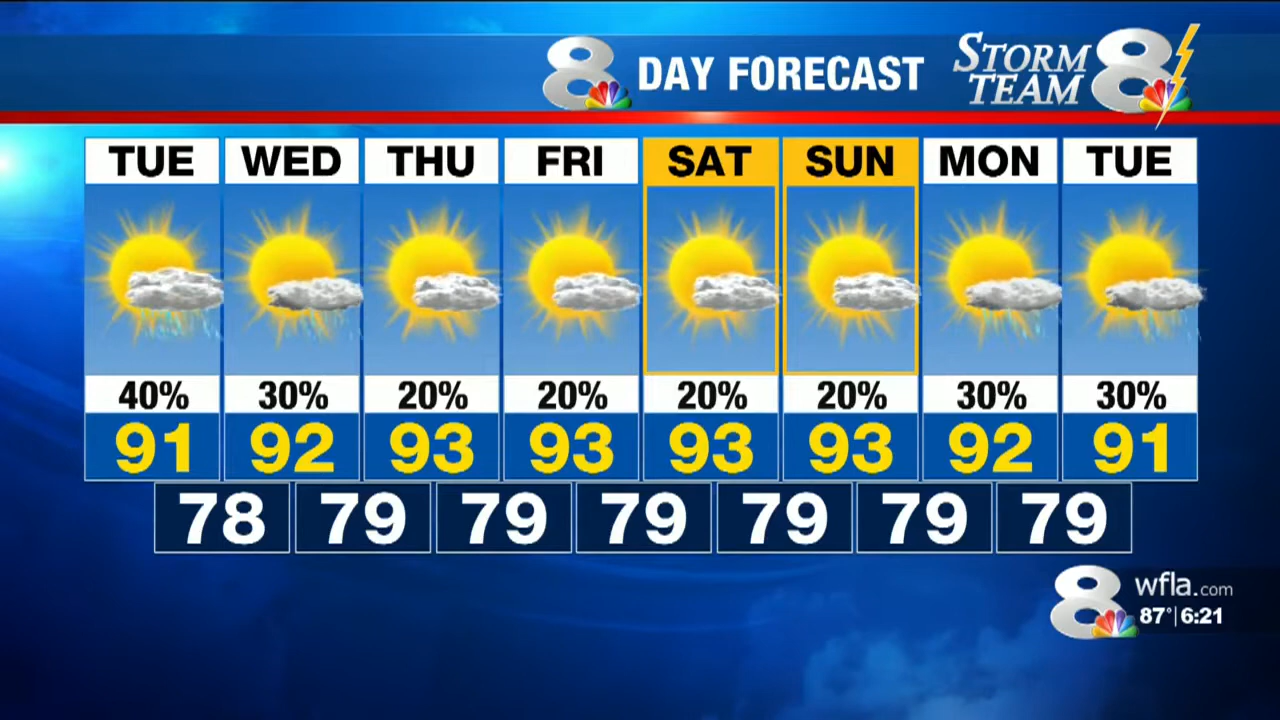 8 DAY FORECAST STORM TEAM 8
TUE WED THU FRI SAT SUN MON TUE
40% 30% 20% 20% 20% 20% 30% 30%
91 92 93 93 93 93 92 91
78 79 79 79 79 79 79
8 wfla.com
87°|6:21